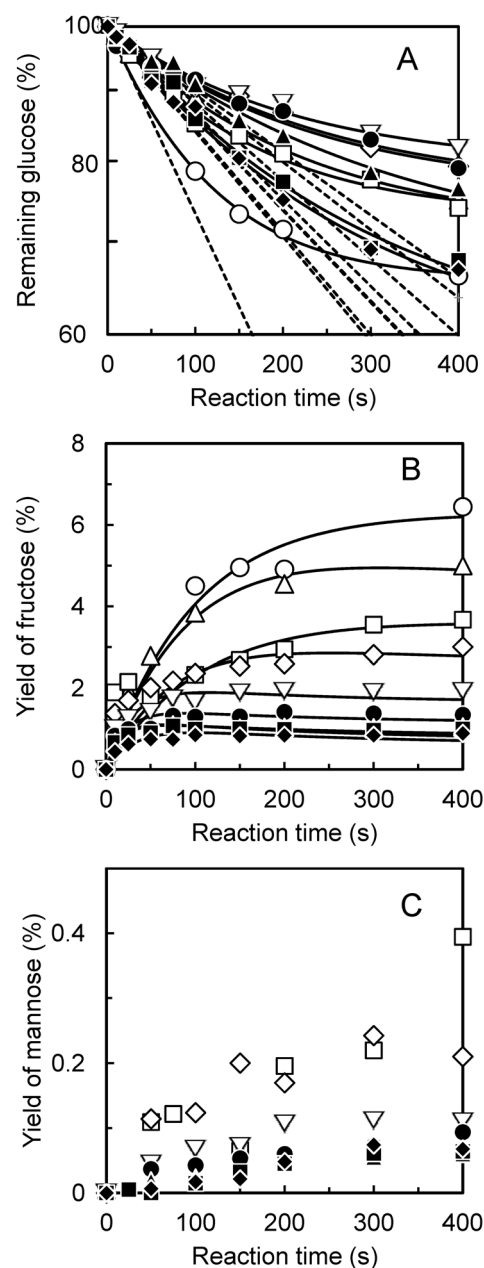 100
80
60
A
Remaining glucose (%)
0 100 200 300 400
Reaction time (s)
8
6
4
2
0
B
Yield of fructose (%)
0 100 200 300 400
Reaction time (s)
0.4
0.2
0
C
Yield of mannose (%)
0 100 200 300 400
Reaction time (s)